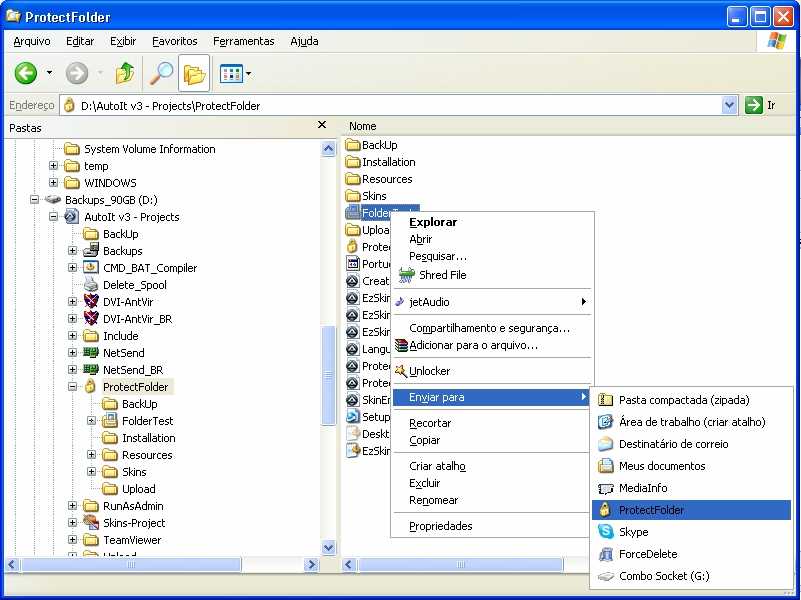 ProtectFolder
Arquivo Editar Exibir Favoritos Ferramentas Ajuda
Endereço D:\AutoIt v3 - Projects\ProtectFolder Ir
Pastas
System Volume Information
temp
WINDOWS
Backups_90GB (D:)
AutoIt v3 - Projects
BackUp
Backups
CMD_BAT_Compiler
Delete_Spool
DVI-AntVir
DVI-AntVir_BR
Include
NetSend
NetSend_BR
ProtectFolder
BackUp
FolderTest
Installation
Resources
Skins
Upload
RunAsAdmin
Skins-Project
TeamViewer
Upload
Nome
BackUp
Installation
Resources
Skins
FolderTest
Uploa
Protec
Portu
Creat
EzSkin
EzSkin
EzSkin
Langu
Protec
Protec
SkinEr
Setup
Deskt
EzSkin
Explorar
Abrir
Pesquisar...
Shred File
jetAudio
Compartilhamento e segurança...
Adicionar para o arquivo...
Unlocker
Enviar para
Recortar
Copiar
Criar atalho
Excluir
Renomear
Propriedades
Pasta compactada (zipada)
Área de trabalho (criar atalho)
Destinatário de correio
Meus documentos
MediaInfo
ProtectFolder
Skype
ForceDelete
Combo Socket (G:)